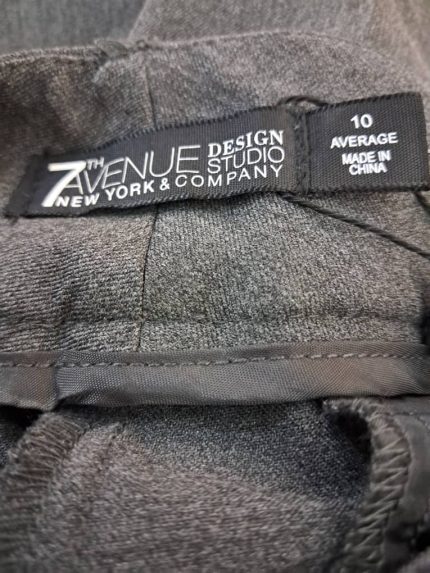 7TH AVENUE DESIGN STUDIO
NEW YORK & COMPANY
10
AVERAGE
MADE IN
CHINA